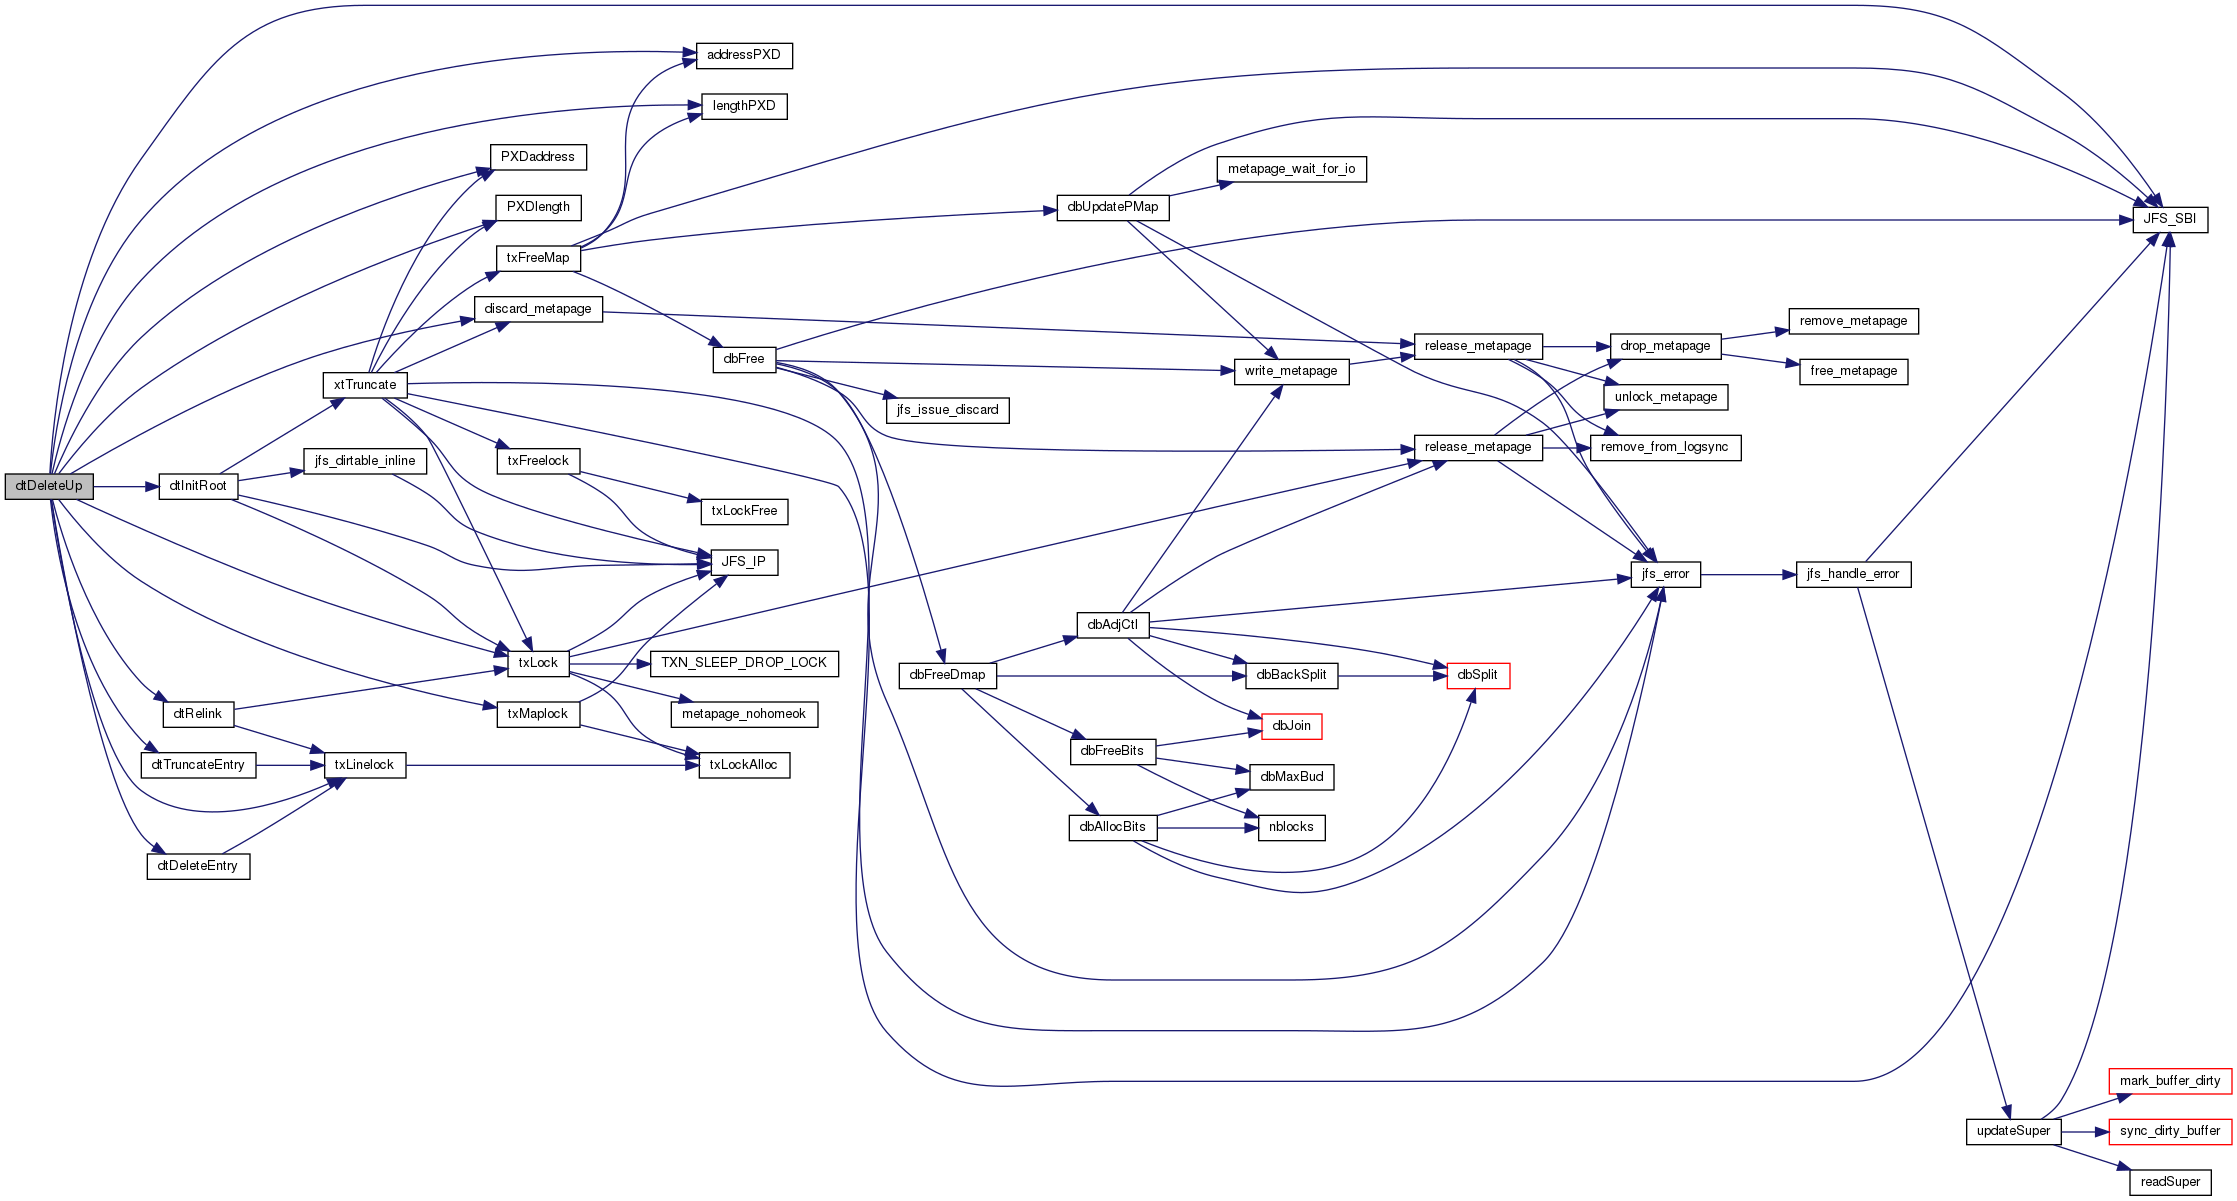 addressPXD
lengthPXD
PXDaddress
metapage_wait_for_io
PXDlength
dbUpdatePMap
JFS_SBI
txFreeMap
discard_metapage
remove_metapage
release_metapage
drop_metapage
dbFree
write_metapage
free_metapage
xtTruncate
unlock_metapage
jfs_issue_discard
release_metapage
remove_from_logsync
jfs_dirtable_inline
txFreelock
dtDeleteUp
dtInitRoot
txLockFree
JFS_IP
jfs_error
jfs_handle_error
dbAdjCtl
txLock
TXN_SLEEP_DROP_LOCK
dbFreeDmap
dbBackSplit
dbSplit
dtRelink
txMaplock
metapage_nohomeok
dbJoin
dbFreeBits
dtTruncateEntry
txLinelock
txLockAlloc
dbMaxBud
dbAllocBits
nblocks
dtDeleteEntry
mark_buffer_dirty
updateSuper
sync_dirty_buffer
readSuper